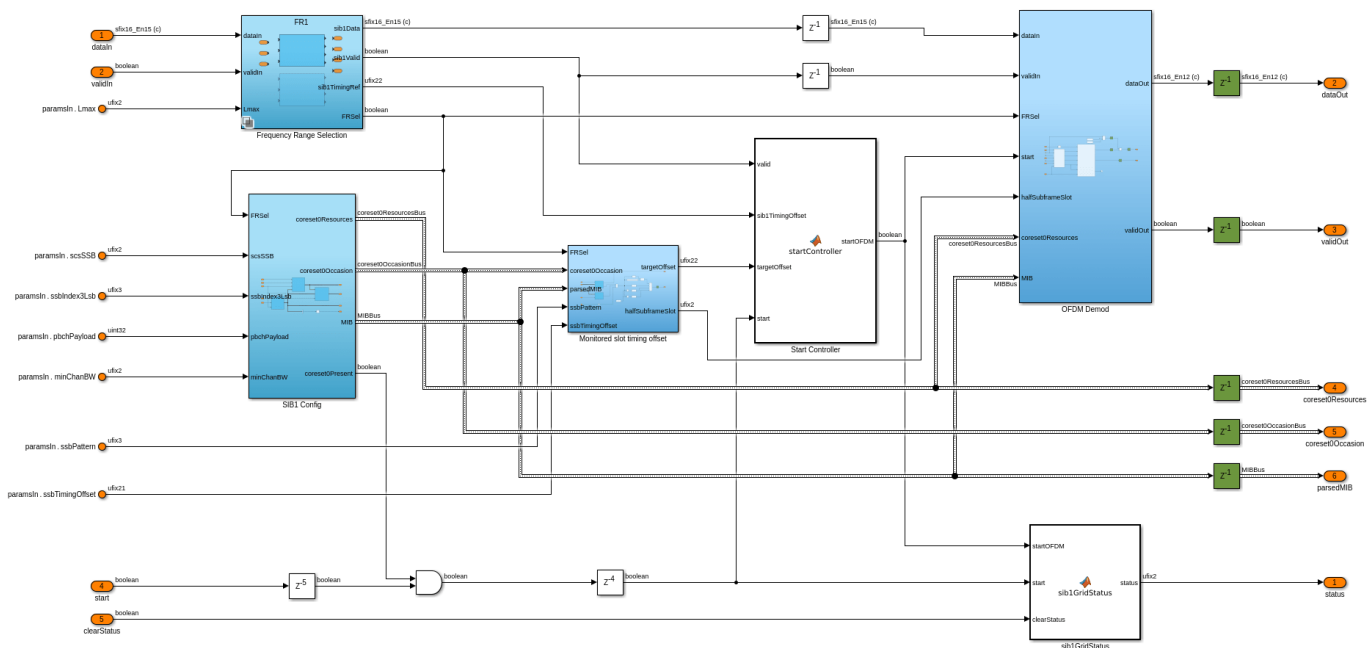 FR1
sfix16_En15 (c)
1
dataIn
boolean
2
validIn
ufix2
paramsIn . Lmax
dataIn
validIn
Lmax
sib1Data
sib1Valid
sib1TimingRef
FRSel
Frequency Range Selection
sfix16_En15 (c)
boolean
ufix22
boolean
Z-1
sfix16_En15 (c)
Z-1
boolean
dataIn
validIn
FRSel
start
halfSubframeSlot
coreset0Resources
coreset0ResourcesBus
MIB
MIBBus
dataOut
validOut
OFDM Demod
sfix16_En12 (c)
Z-1
sfix16_En12 (c)
2
dataOut
boolean
Z-1
boolean
3
validOut
valid
sib1TimingOffset
targetOffset
start
startController
startOFDM
boolean
Start Controller
FRSel
scsSSB
ssbIndex3Lsb
pbchPayload
minChanBW
coreset0Resources
coreset0Occasion
MIB
coreset0Present
SIB1 Config
coreset0ResourcesBus
coreset0OccasionBus
MIBBus
boolean
ufix2
paramsIn . scsSSB
ufix3
paramsIn . ssbIndex3Lsb
uint32
paramsIn . pbchPayload
ufix2
paramsIn . minChanBW
ufix3
paramsIn . ssbPattern
ufix21
paramsIn . ssbTimingOffset
FRSel
coreset0Occasion
parsedMIB
ssbPattern
ssbTimingOffset
targetOffset
halfSubframeSlot
Monitored slot timing offset
ufix22
ufix2
Z-1
coreset0ResourcesBus
4
coreset0Resources
Z-1
coreset0OccasionBus
5
coreset0Occasion
Z-1
MIBBus
6
parsedMIB
4
boolean
start
Z-5
boolean
boolean
Z-4
boolean
5
boolean
clearStatus
startOFDM
start
clearStatus
sib1GridStatus
status
sib1GridStatus
ufix2
1
status